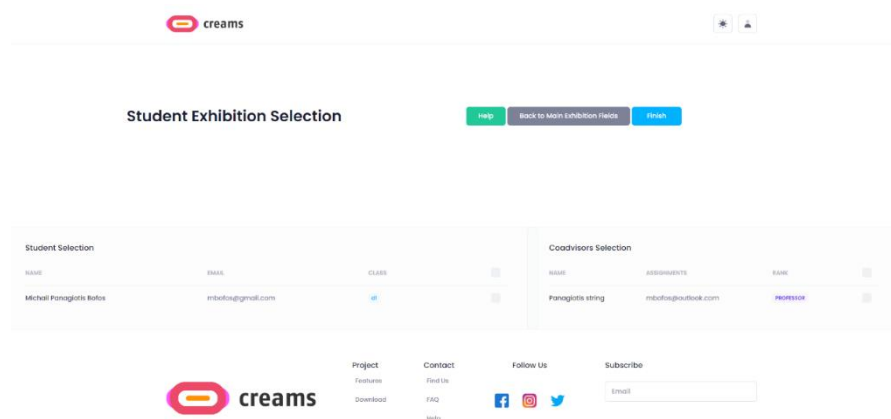 creams
Student Exhibition Selection
Help
Back to Main Exhibition Fields
Finish
Student Selection
NAME EMAIL CLASS
Michail Panagiotis Bofos mbofos@gmail.com
Coadvisors Selection
NAME ASSIGNMENTS RANK
Panagiotis string mbofos@outlook.com PROFESSOR
creams
Project
Features
Download
Contact
Find Us
FAQ
Help
Follow Us
Subscribe
Email